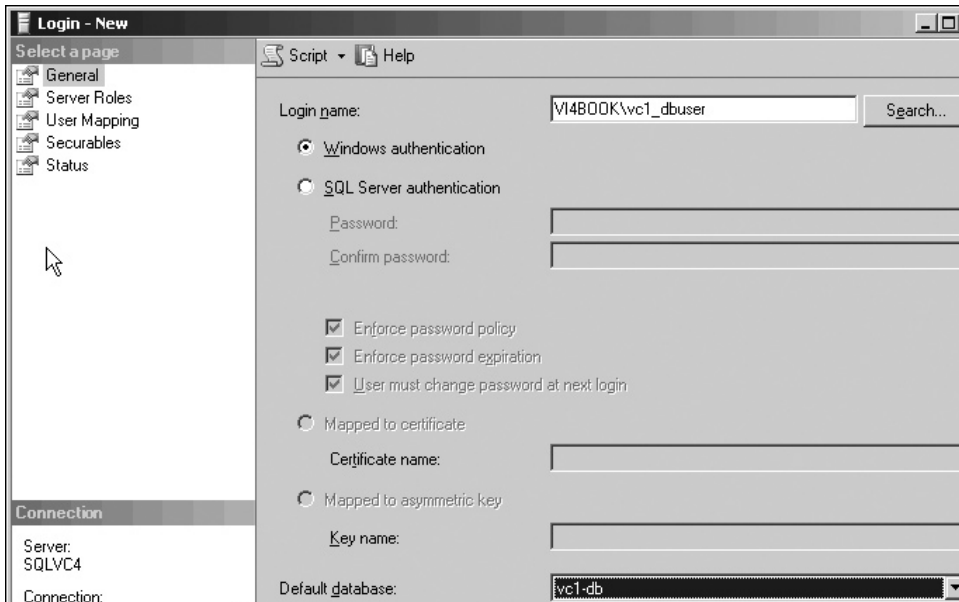 Login - New
Select a page
General
Server Roles
User Mapping
Securables
Status
Connection
Server:
SQLVC4
Connection:
Script Help
Login name: VI4BOOK\vc1_dbuser Search...
Windows authentication
SQL Server authentication
Password:
Confirm password:
Enforce password policy
Enforce password expiration
User must change password at next login
Mapped to certificate
Certificate name:
Mapped to asymmetric key
Key name:
Default database: vc1-db